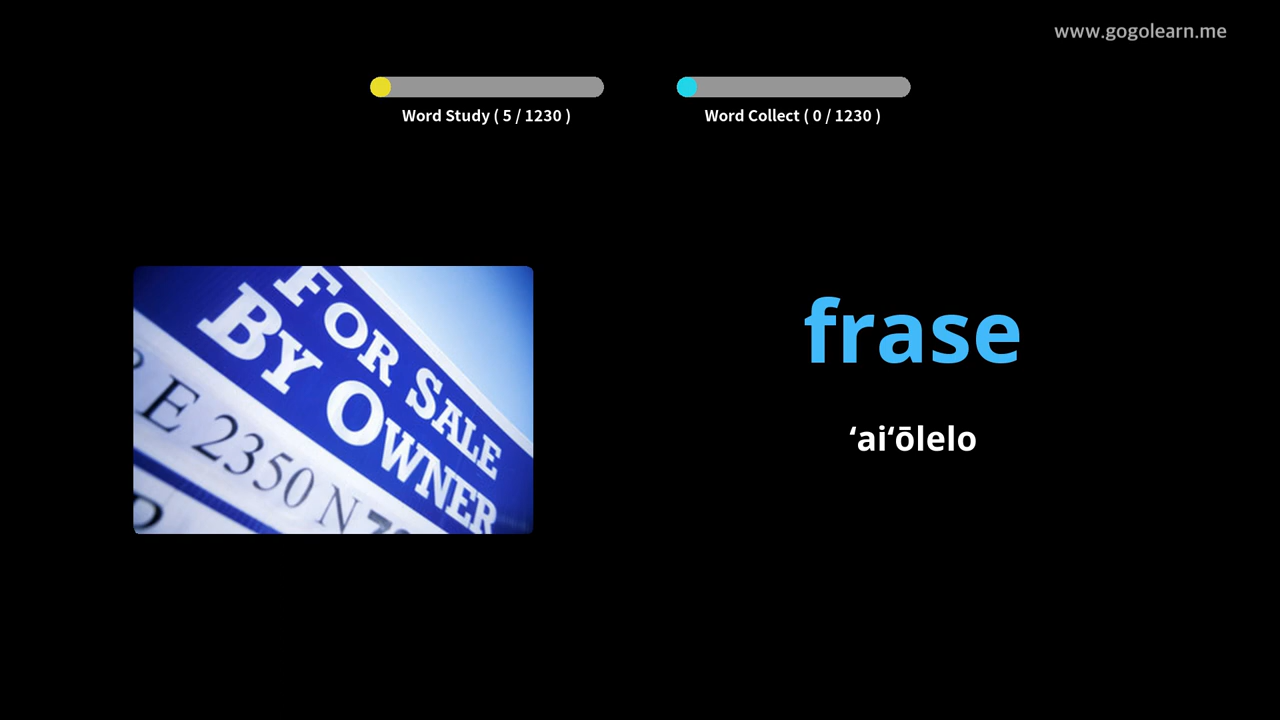 www.gogolearn.me
Word Study ( 5 / 1230 )
Word Collect ( 0 / 1230 )
FOR SALE
BY OWNER
E 2350 N
frase
ʻaiʻōlelo